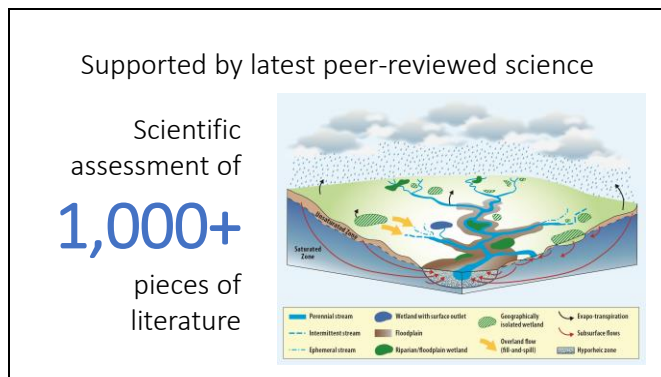 Supported by latest peer-reviewed science
Scientific
assessment of
1,000+
pieces of
literature
Unsaturated Zone
Saturated
Zone
Perennial stream
Intermittent stream
Ephemeral stream
Wetland with surface outlet
Floodplain
Riparian/floodplain wetland
Geographically
isolated wetland
Overland flow
(fill-and-spill)
Evapo-transpiration
Subsurface flows
Hyporheic zone